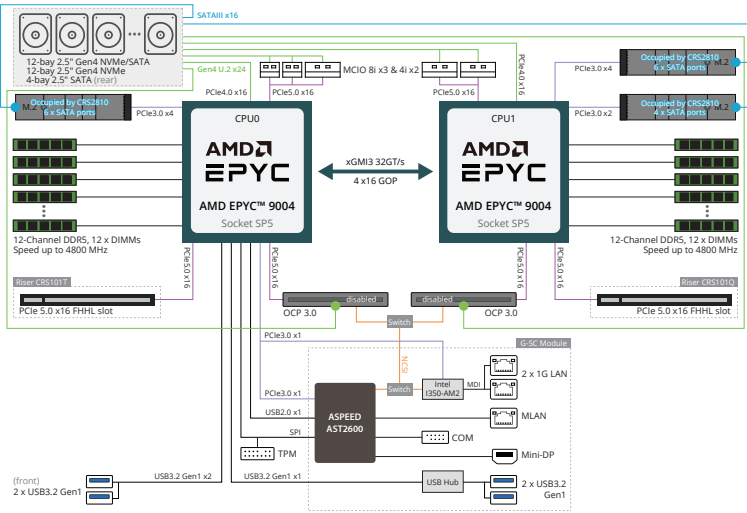 SATAIII x16
12-bay 2.5" Gen4 NVMe/SATA
12-bay 2.5" Gen4 NVMe
4-bay 2.5" SATA (rear)
Gen4 U.2 x24
MCIO 8i x3 & 4i x2
PCIe4.0 x16
PCIe5.0 x16
PCIe5.0 x16
PCIe4.0 x16
PCIe3.0 x4
M.2
Occupied by CRS2810
6 x SATA ports
M.2
Occupied by CRS2810
6 x SATA ports
PCIe3.0 x4
PCIe3.0 x2
M.2
Occupied by CRS2810
4 x SATA ports
CPU0
AMD
EPYC
AMD EPYC™ 9004
Socket SP5
xGMI3 32GT/s
4 x16 GOP
CPU1
AMD
EPYC
AMD EPYC™ 9004
Socket SP5
12-Channel DDR5, 12 x DIMMs
Speed up to 4800 MHz
12-Channel DDR5, 12 x DIMMs
Speed up to 4800 MHz
PCIe5.0 x16
PCIe5.0 x16
PCIe5.0 x16
PCIe5.0 x16
Riser CRS101T
PCIe 5.0 x16 FHHL slot
disabled
OCP 3.0
disabled
OCP 3.0
Riser CRS101Q
PCIe 5.0 x16 FHHL slot
Switch
PCIe3.0 x1
G-SC Module
NCSI
PCIe3.0 x1
Switch
Intel
I350-AM2
MDI
2 x 1G LAN
ASPEED
AST2600
USB2.0 x1
MLAN
SPI
TPM
COM
Mini-DP
USB3.2 Gen1 x2
USB3.2 Gen1 x1
USB Hub
2 x USB3.2
Gen1
(front)
2 x USB3.2 Gen1